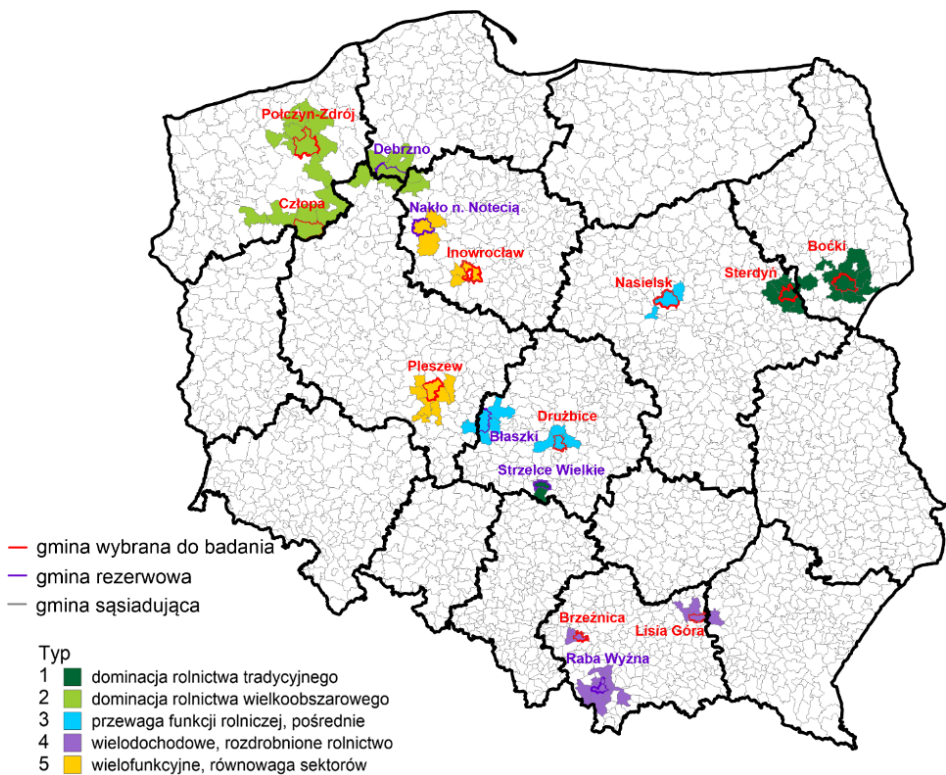 Połczyn-Zdrój
Debrzno
Człopa
Nakło n. Notecią
Inowrocław
Boćki
Sterdyń
Nasielsk
Pleszew
Drużbice
Błaszki
Strzelce Wielkie
gmina wybrana do badania
gmina rezerwowa
gmina sąsiadująca
Brzeźnica
Lisia Góra
Raba Wyżna
Typ
1 dominacja rolnictwa tradycyjnego
2 dominacja rolnictwa wielkoobszarowego
3 przewaga funkcji rolniczej, pośrednie
4 wielodochodowe, rozdrobnione rolnictwo
5 wielofunkcyjne, równowaga sektorów